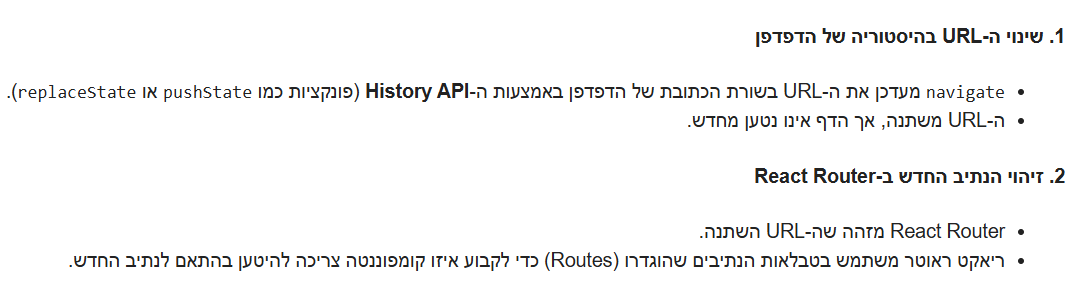 1. שינוי ה-URL בהיסטוריה של הדפדפן
• navigate מעדכן את ה-URL בשורת הכתובת של הדפדפן באמצעות ה-History API (פונקציות כמו pushState או replaceState).
• ה-URL משתנה, אך הדף אינו נטען מחדש.
2. זיהוי הנתיב החדש ב-React Router
• React Router מזהה שה-URL השתנה.
• ריאקט ראוטר משתמש בטבלאות הנתיבים שהוגדרו (Routes) כדי לקבוע איזו קומפוננטה צריכה להיטען בהתאם לנתיב החדש.